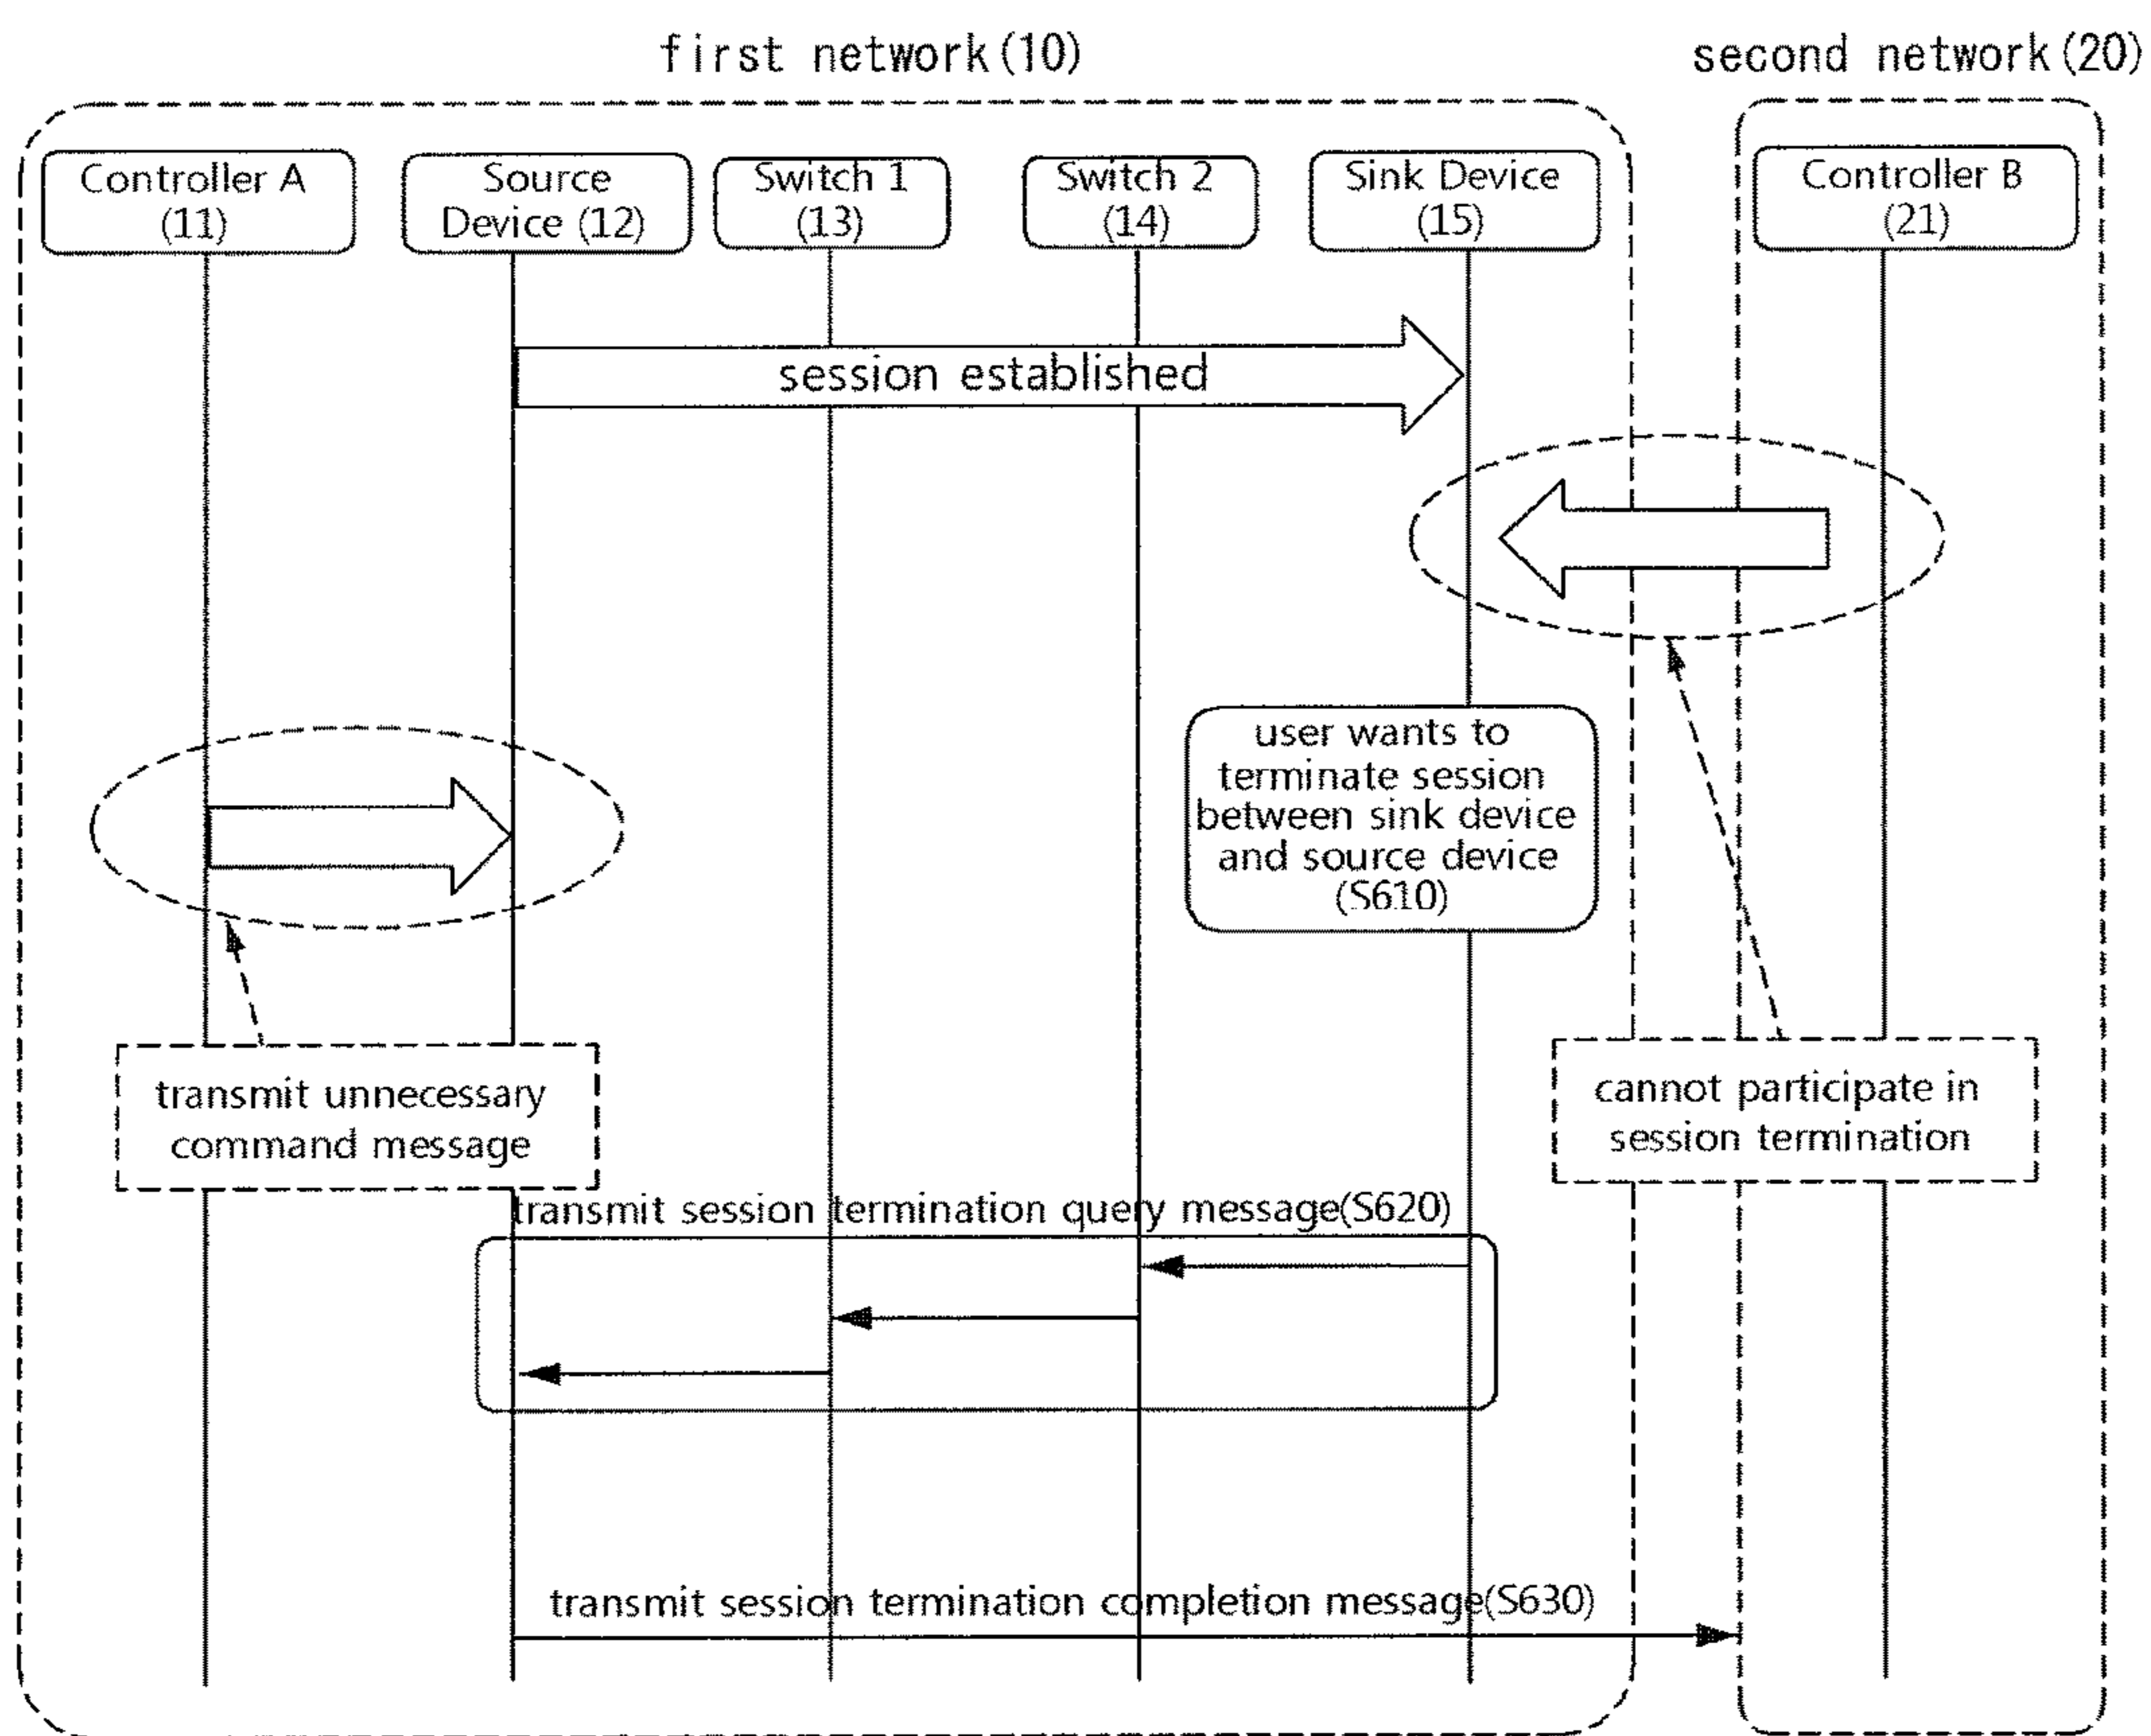 first network(10)
second network(20)
Controller A
(11)
Source
Device (12)
Switch 1
(13)
Switch 2
(14)
Sink Device
(15)
Controller B
(21)
session established
user wants to
terminate session
between sink device
and source device
(S610)
transmit unnecessary
command message
cannot participate in
session termination
transmit session termination query message(S620)
transmit session termination completion message(S630)